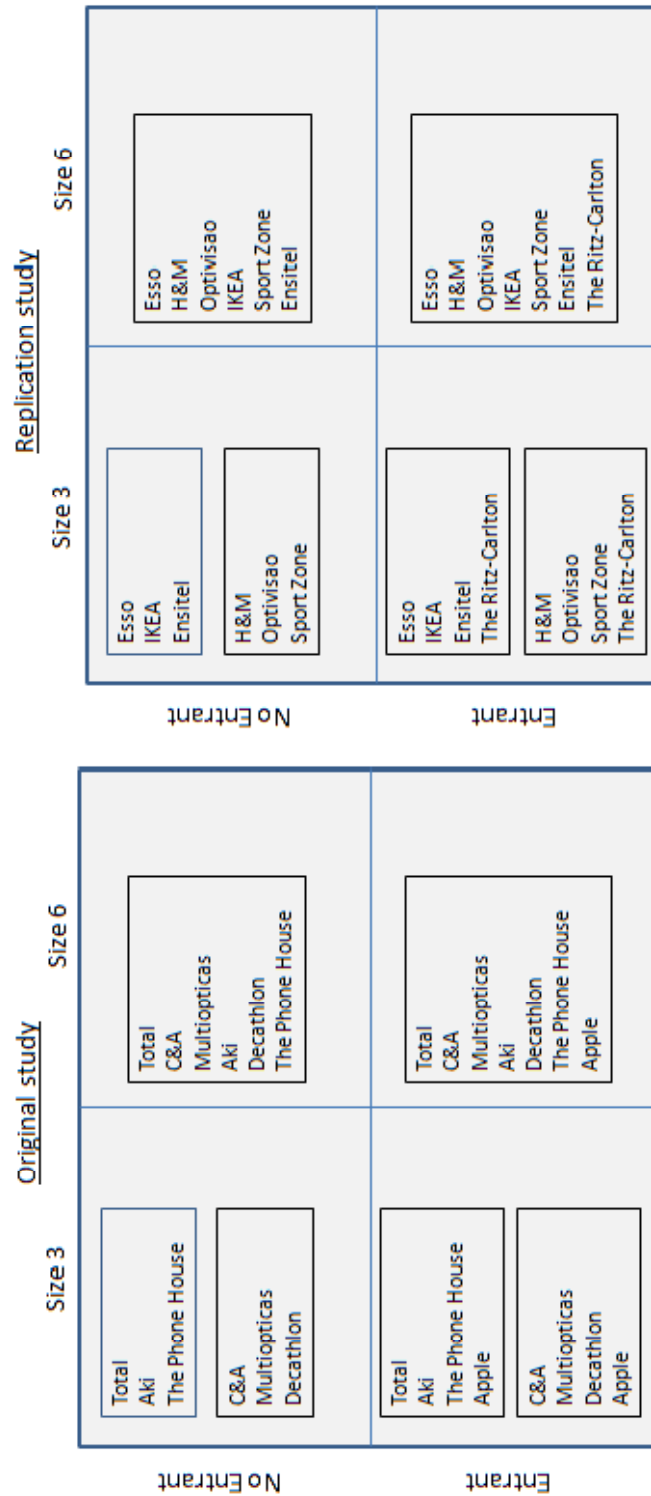 Original study
Size 3
Size 6
No Entrant
Total
Aki
The Phone House
C&A
Multiopticas
Decathlon
Total
C&A
Multiopticas
Aki
Decathlon
The Phone House
Entrant
Total
Aki
The Phone House
Apple
C&A
Multiopticas
Decathlon
Apple
Total
C&A
Multiopticas
Aki
Decathlon
The Phone House
Apple
Replication study
Size 3
Size 6
No Entrant
Esso
IKEA
Ensitel
H&M
Optivisao
Sport Zone
Esso
H&M
Optivisao
IKEA
Sport Zone
Ensitel
Entrant
Esso
IKEA
Ensitel
The Ritz-Carlton
H&M
Optivisao
Sport Zone
The Ritz-Carlton
Esso
H&M
Optivisao
IKEA
Sport Zone
Ensitel
The Ritz-Carlton